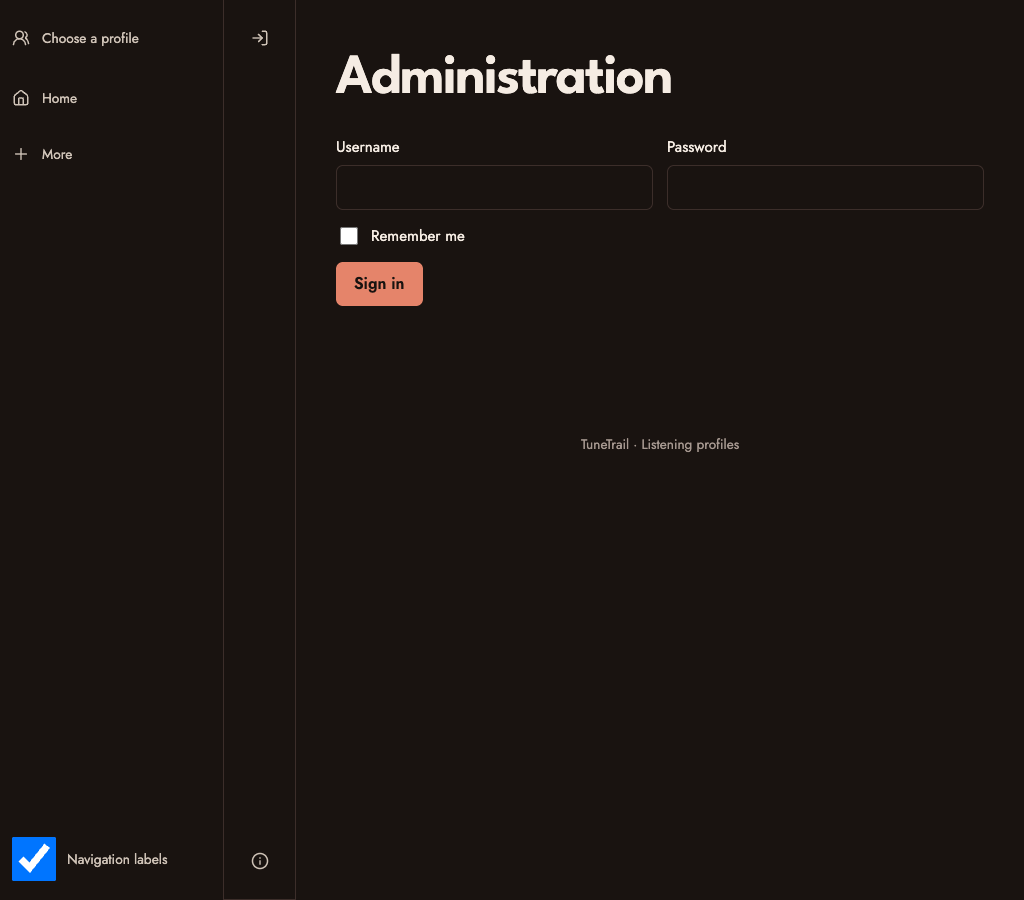 Choose a profile
Home
More
Navigation labels
Administration
Username
Password
Remember me
Sign in
TuneTrail · Listening profiles